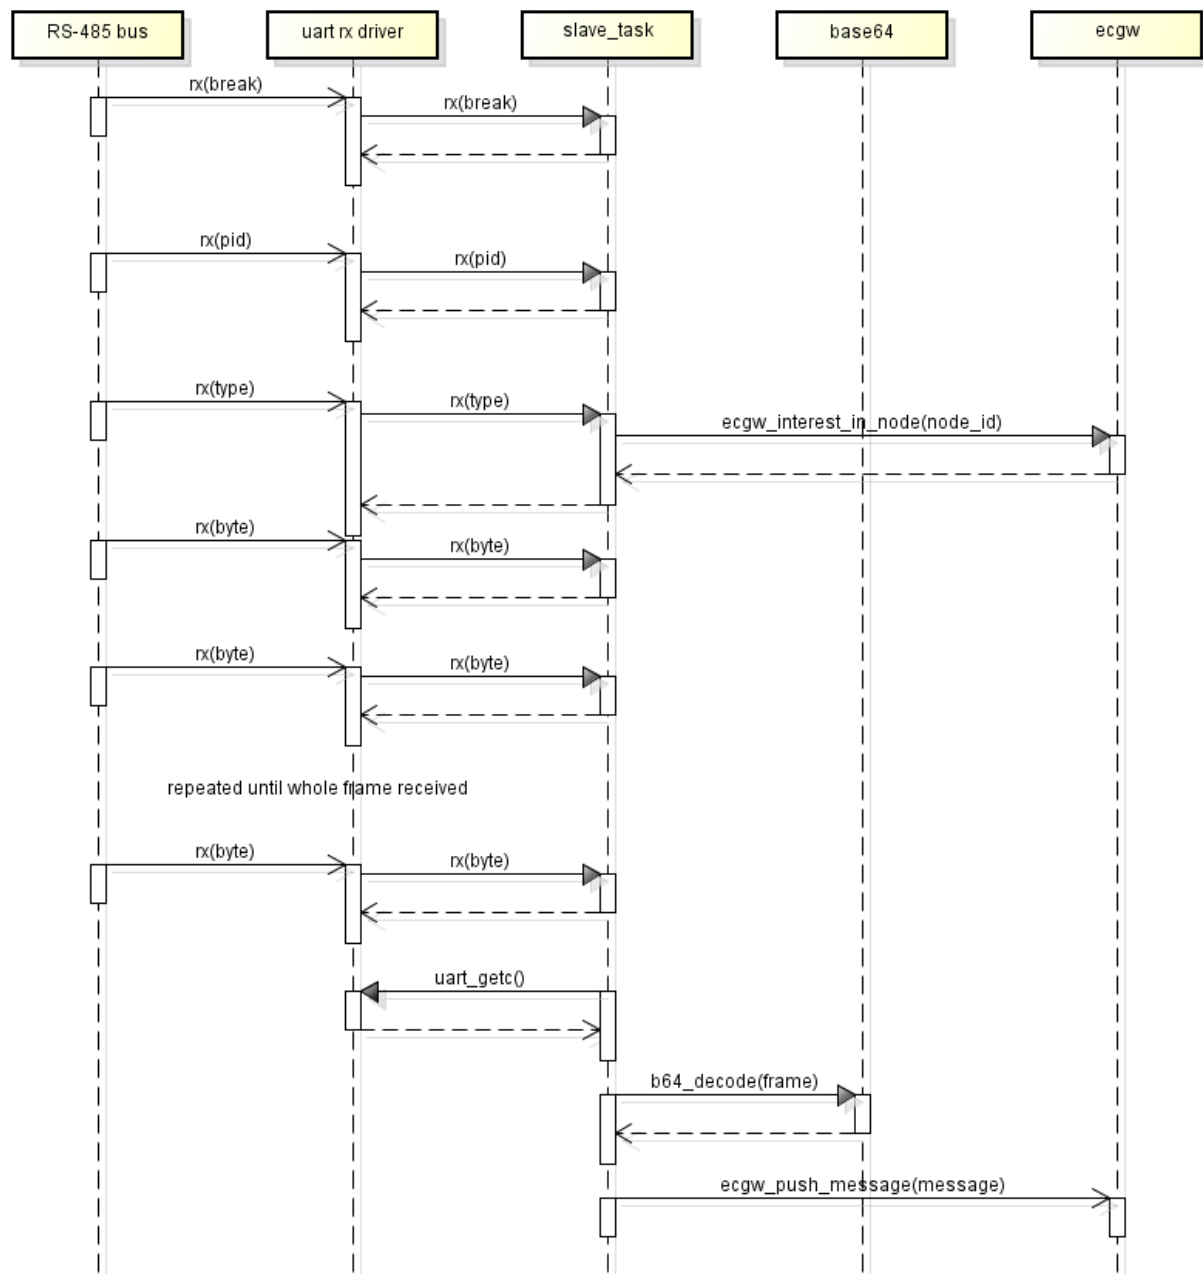 RS-485 bus
uart rx driver
slave_task
base64
ecgw
rx(break)
rx(break)
rx(pid)
rx(pid)
rx(type)
rx(type)
ecgw_interest_in_node(node_id)
rx(byte)
rx(byte)
rx(byte)
rx(byte)
repeated until whole frame received
rx(byte)
rx(byte)
uart_getc()
b64_decode(frame)
ecgw_push_message(message)